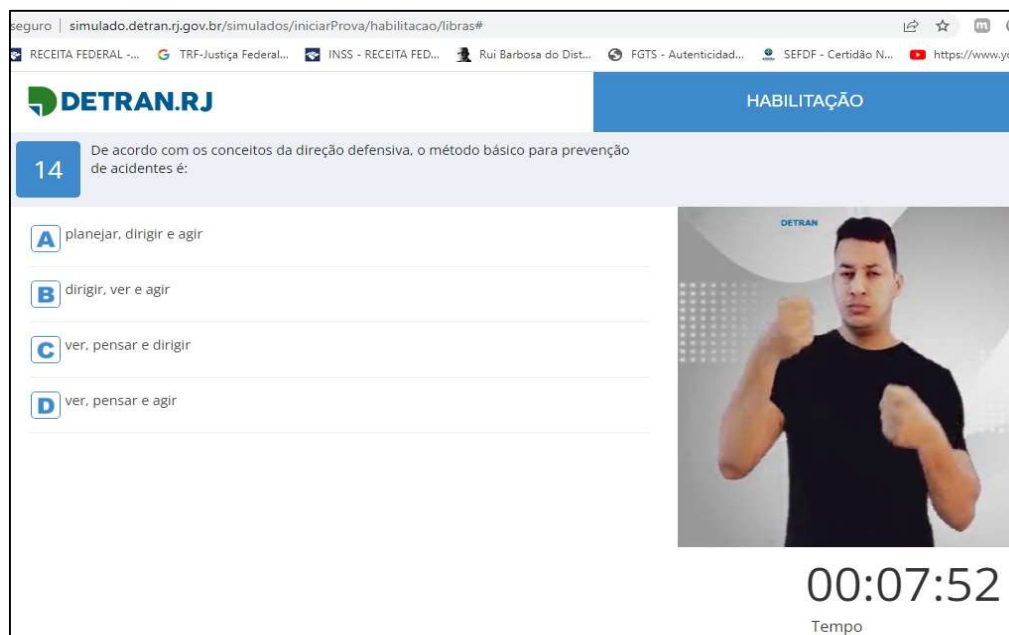 seguro | simulado.detran.rj.gov.br/simulados/iniciarProva/habilitacao/libras#
RECEITA FEDERAL -... TRF-Justiça Federal... INSS - RECEITA FED... Rui Barbosa do Dist... FGTS - Autenticidad... SEFDF - Certidão N... https://www.yo
DETRAN.RJ
HABILITAÇÃO
14
De acordo com os conceitos da direção defensiva, o método básico para prevenção
de acidentes é:
A planejar, dirigir e agir
B dirigir, ver e agir
C ver, pensar e dirigir
D ver, pensar e agir
DETRAN
00:07:52
Tempo